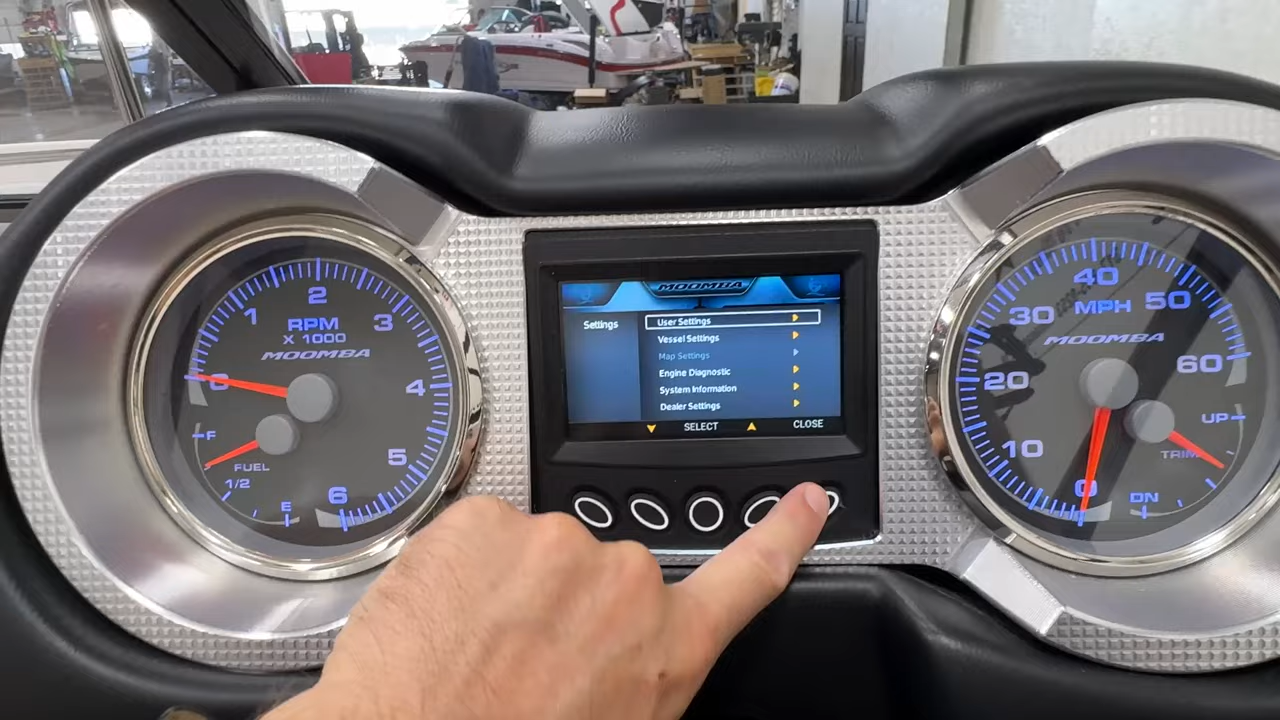 1
2
3
RPM
X 1000
MOOMBA
0
4
5
6
F
FUEL
1/2
E
MOOMBA
Settings
User Settings
Vessel Settings
Map Settings
Engine Diagnostic
System Information
Dealer Settings
SELECT
CLOSE
40
30
MPH
50
MOOMBA
60
20
10
0
UP
TRIM
DN